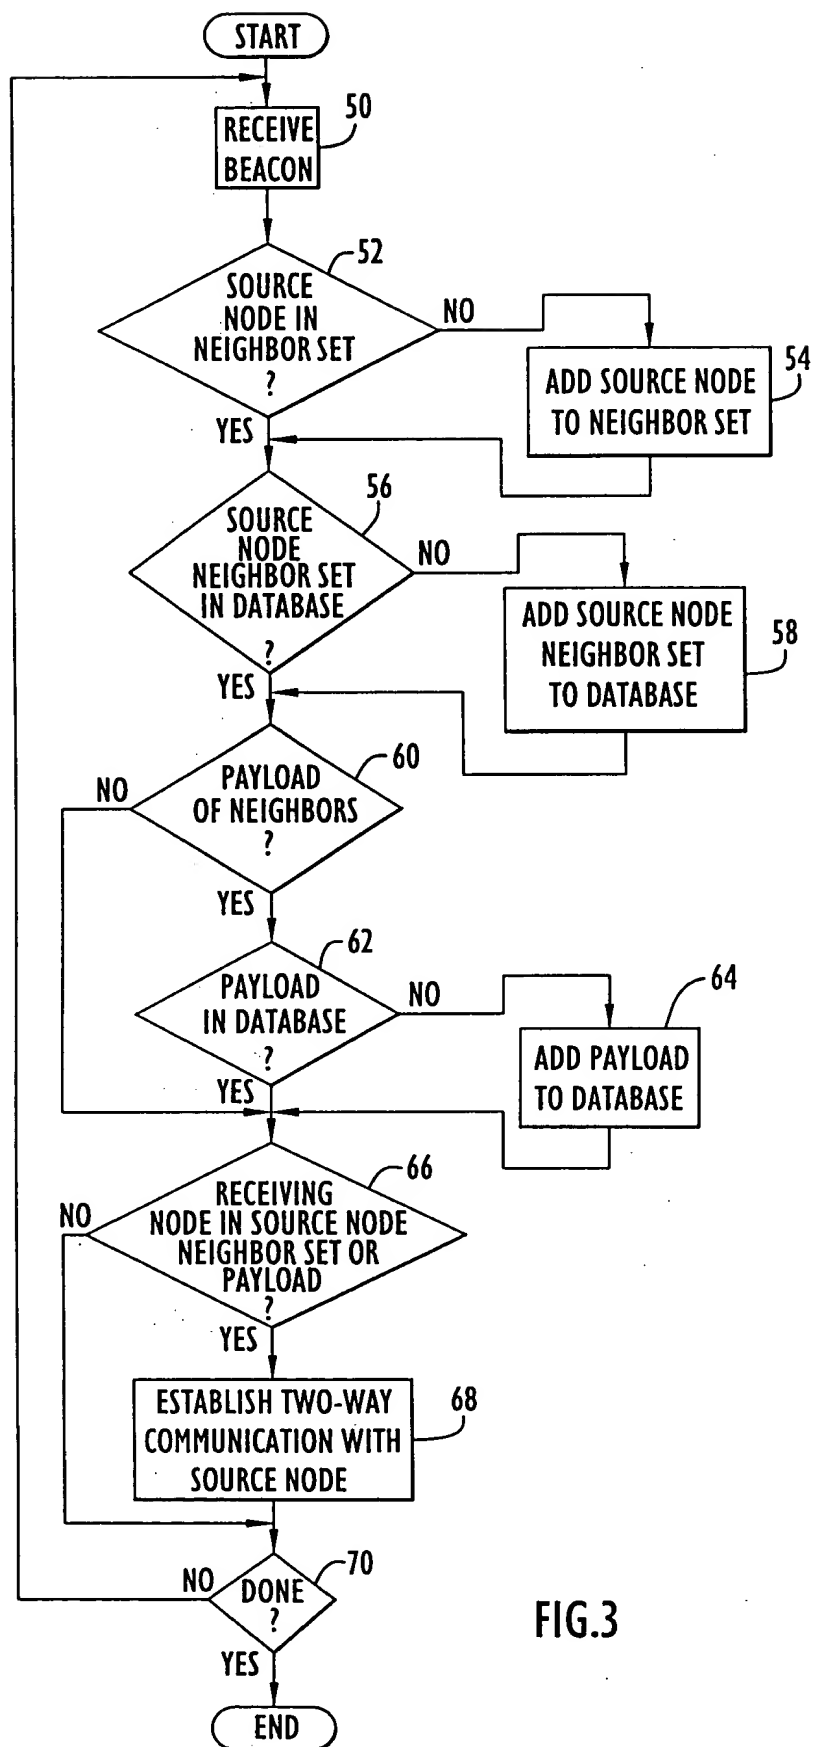 START
RECEIVE
BEACON
50
SOURCE
NODE IN
NEIGHBOR SET
?
52
NO
ADD SOURCE NODE
TO NEIGHBOR SET
54
YES
SOURCE
NODE
NEIGHBOR SET
IN DATABASE
?
56
NO
ADD SOURCE NODE
NEIGHBOR SET
TO DATABASE
58
YES
PAYLOAD
OF NEIGHBORS
?
60
NO
YES
PAYLOAD
IN DATABASE
?
62
NO
ADD PAYLOAD
TO DATABASE
64
YES
RECEIVING
NODE IN SOURCE NODE
NEIGHBOR SET OR
PAYLOAD
?
66
NO
YES
ESTABLISH TWO-WAY
COMMUNICATION WITH
SOURCE NODE
68
DONE
?
70
NO
YES
END
FIG.3